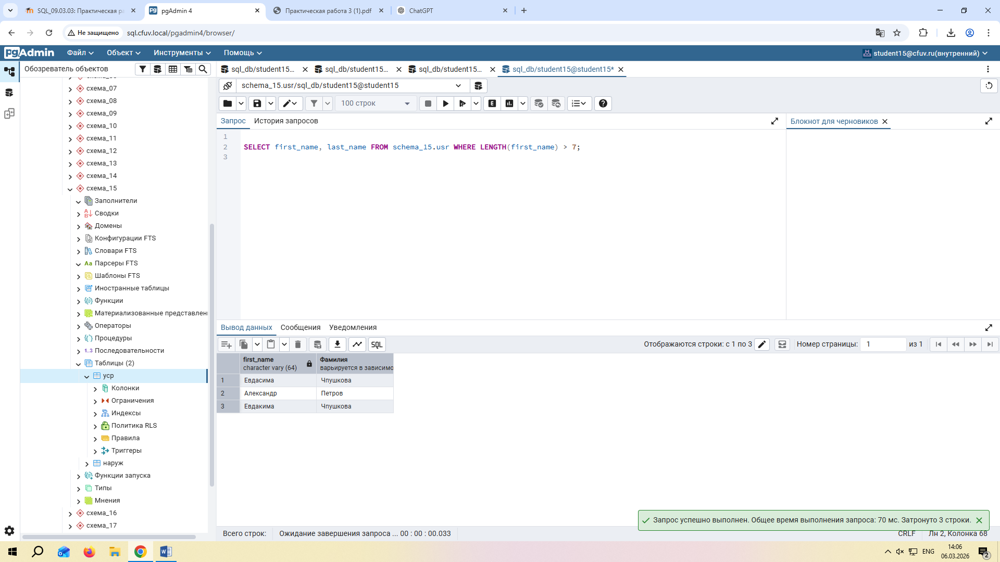 SQL_09.03.03: Практическая ра
pgAdmin 4
Практическая работа 3 (1).pdf
ChatGPT
Не защищено
sql.cfuv.local/pgadmin4/browser/
pgAdmin
Файл
Объект
Инструменты
Помощь
student15@cfuv.ru(внутренний)
Обозреватель объектов
sql_db/student15...
sql_db/student15...
sql_db/student15...
sql_db/student15@student15*
schema_15.usr/sql_db/student15@student15
100 строк
E
SQL
Запрос
История запросов
Блокнот для черновиков
1
2
3
SELECT first_name, last_name FROM schema_15.usr WHERE LENGTH(first_name) > 7;
схема_07
схема_08
схема_09
схема_10
схема_11
схема_12
схема_13
схема_14
схема_15
Заполнители
Сводки
Домены
Конфигурации FTS
Словари FTS
Aa Парсеры FTS
Шаблоны FTS
Иностранные таблицы
Функции
Материализованные представлен
Операторы
Процедуры
1..3 Последовательности
Таблицы (2)
уср
Колонки
Ограничения
Индексы
Политика RLS
Правила
Триггеры
наруж
Функции запуска
Типы
Мнения
схема_16
схема_17
Вывод данных
Сообщения
Уведомления
Отображаются строки: с 1 по 3
Номер страницы:
1
из 1
first_name
character vary (64)
Фамилия
варьируется в зависимо
1 Евдасима Чпушкова
2 Александр Петров
3 Евдакима Чпушкова
Запрос успешно выполнен. Общее время выполнения запроса: 70 мс. Затронуто 3 строки.
Всего строк:
Ожидание завершения запроса ... 00 : 00 : 00.033
CRLF
Лн 2, Колонка 68
ENG
14:06
06.03.2026
2